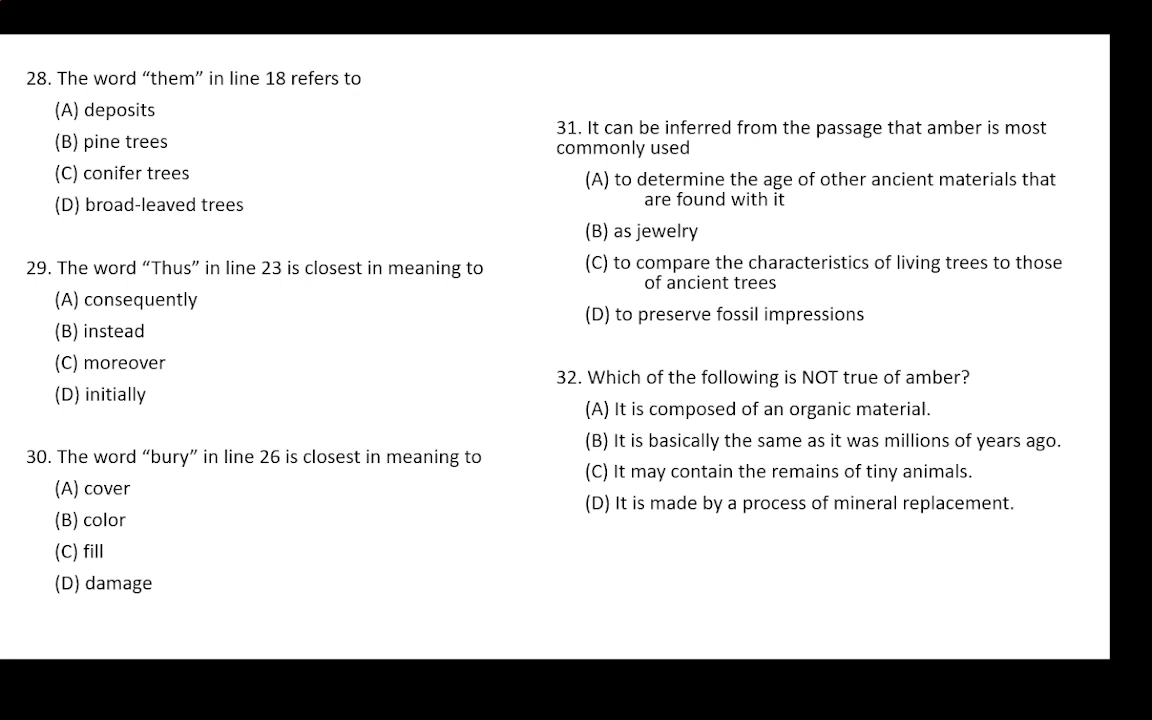 28. The word “them” in line 18 refers to
(A) deposits
(B) pine trees
(C) conifer trees
(D) broad-leaved trees
29. The word “Thus” in line 23 is closest in meaning to
(A) consequently
(B) instead
(C) moreover
(D) initially
30. The word “bury” in line 26 is closest in meaning to
(A) cover
(B) color
(C) fill
(D) damage
31. It can be inferred from the passage that amber is most
commonly used
(A) to determine the age of other ancient materials that
are found with it
(B) as jewelry
(C) to compare the characteristics of living trees to those
of ancient trees
(D) to preserve fossil impressions
32. Which of the following is NOT true of amber?
(A) It is composed of an organic material.
(B) It is basically the same as it was millions of years ago.
(C) It may contain the remains of tiny animals.
(D) It is made by a process of mineral replacement.